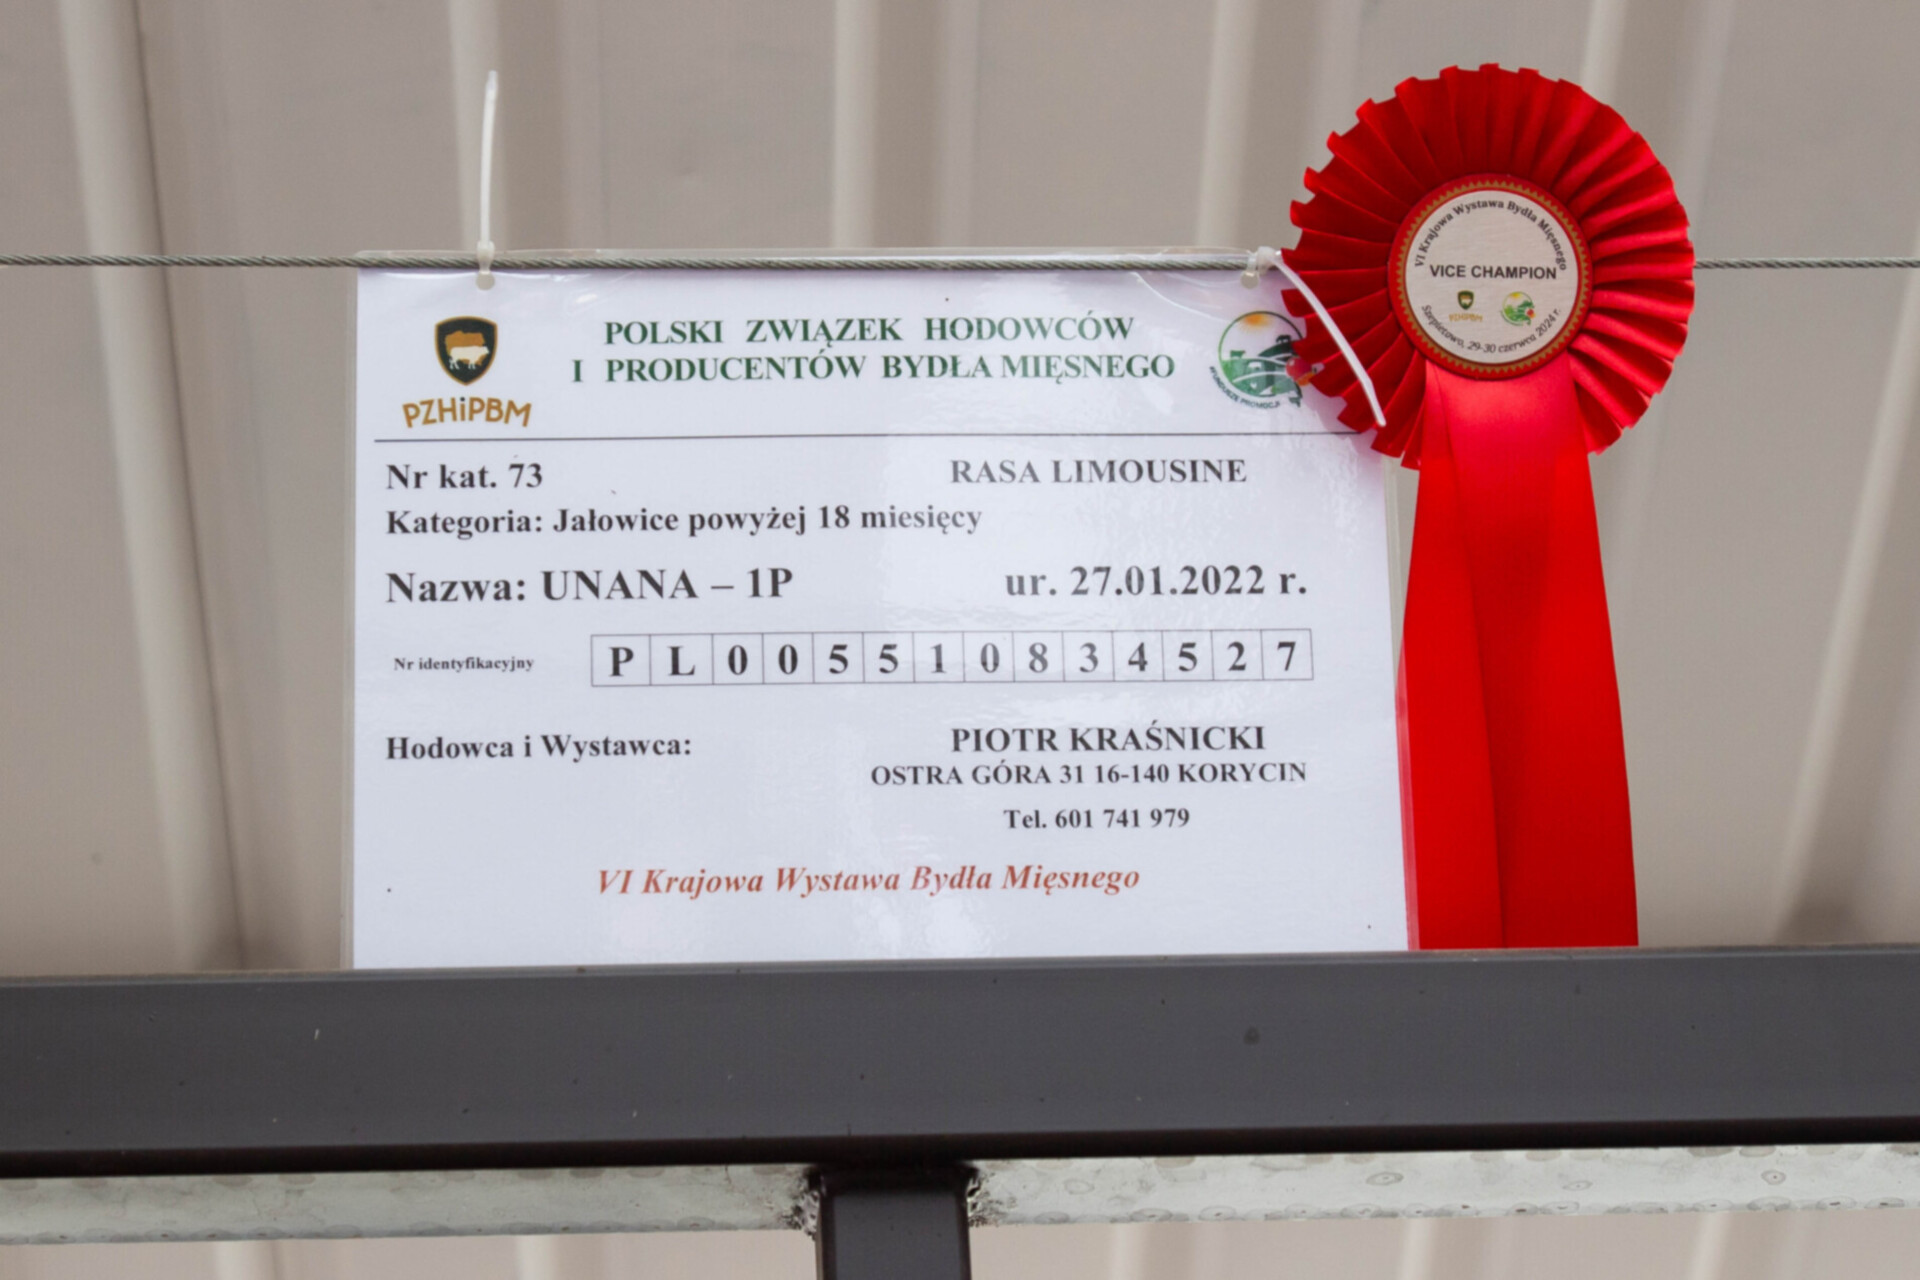 POLSKI ZWIĄZEK HODOWCÓW
I PRODUCENTÓW BYDŁA MIĘSNEGO
PZHiPBM
FUNDUSZE PROMOCJI
Nr kat. 73
RASA LIMOUSINE
Kategoria: Jałowice powyżej 18 miesięcy
Nazwa: UNANA – 1P
ur. 27.01.2022 r.
Nr identyfikacyjny
PL005510834527
Hodowca i Wystawca:
PIOTR KRAŚNICKI
OSTRA GÓRA 31 16-140 KORYCIN
Tel. 601 741 979
VI Krajowa Wystawa Bydła Mięsnego
VI Krajowa Wystawa Bydła Mięsnego
VICE CHAMPION
PZHiPBM
Szepietowo, 29-30 czerwca 2024 r.